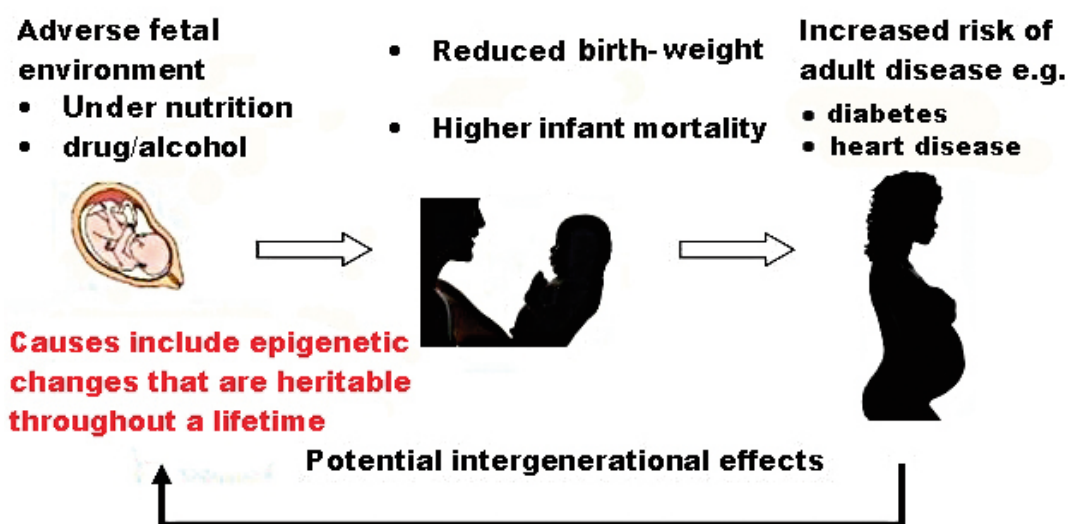 Adverse fetal
environment
• Under nutrition
• drug/alcohol
• Reduced birth-weight
• Higher infant mortality
Increased risk of
adult disease e.g.
• diabetes
• heart disease
Causes include epigenetic
changes that are heritable
throughout a lifetime
Potential intergenerational effects